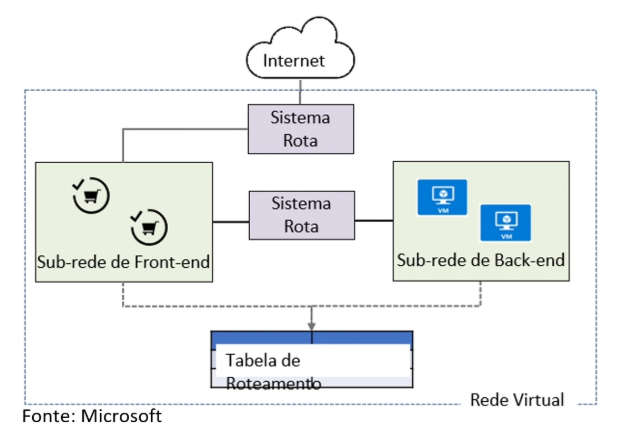 Internet
Sistema
Rota
Sistema
Rota
VM
VM
Sub-rede de Front-end
Sub-rede de Back-end
Tabela de
Roteamento
Rede Virtual
Fonte: Microsoft